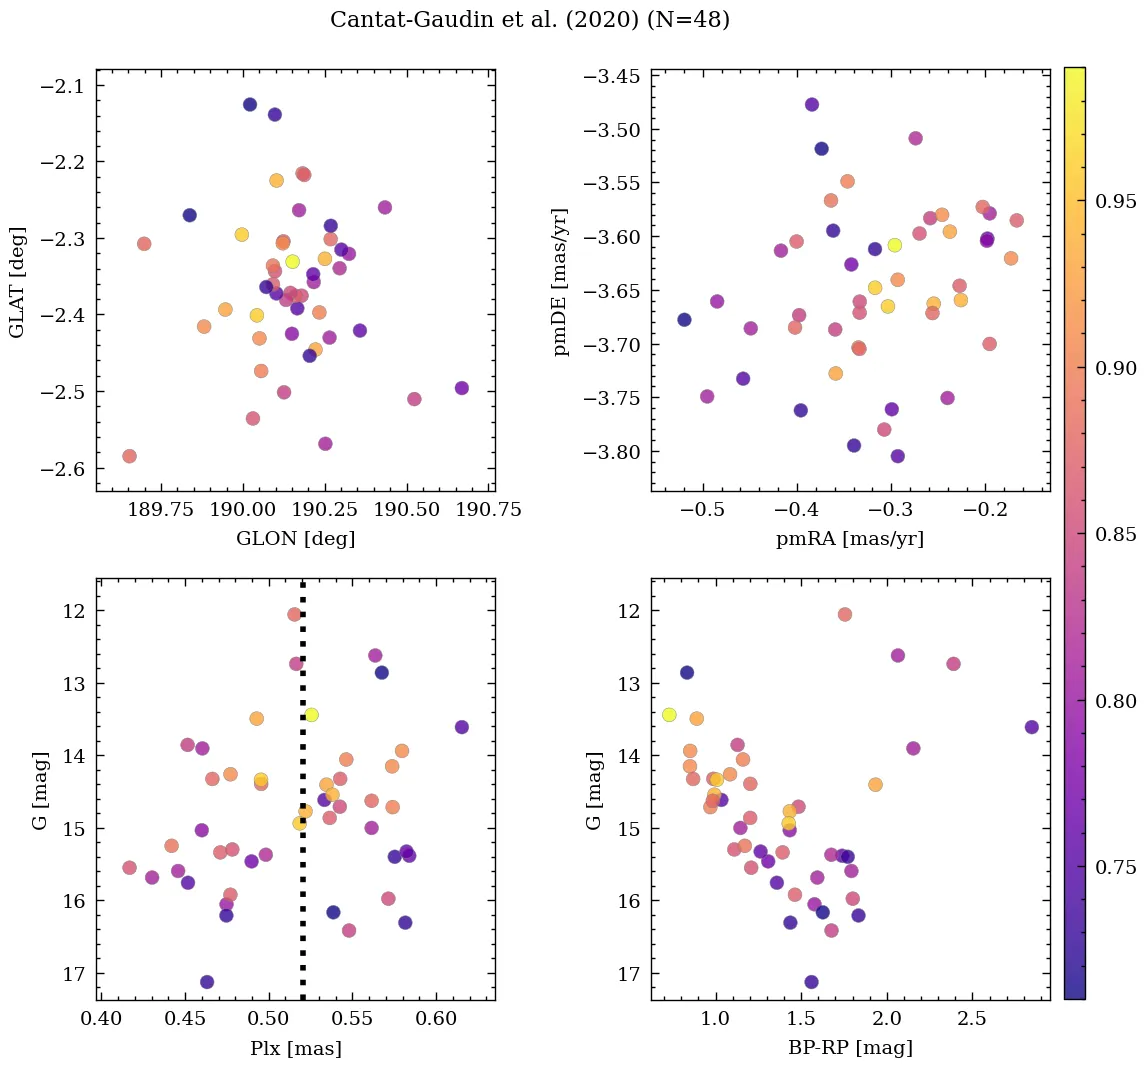 Cantat-Gaudin et al. (2020) (N=48)
−2.1
−2.2
−2.3
−2.4
−2.5
−2.6
GLAT [deg]
189.75 190.00 190.25 190.50 190.75
GLON [deg]
−3.45
−3.50
−3.55
−3.60
−3.65
−3.70
−3.75
−3.80
pmDE [mas/yr]
−0.5 −0.4 −0.3 −0.2
pmRA [mas/yr]
12
13
14
15
16
17
G [mag]
0.40 0.45 0.50 0.55 0.60
Plx [mas]
12
13
14
15
16
17
G [mag]
1.0 1.5 2.0 2.5
BP-RP [mag]
0.95
0.90
0.85
0.80
0.75